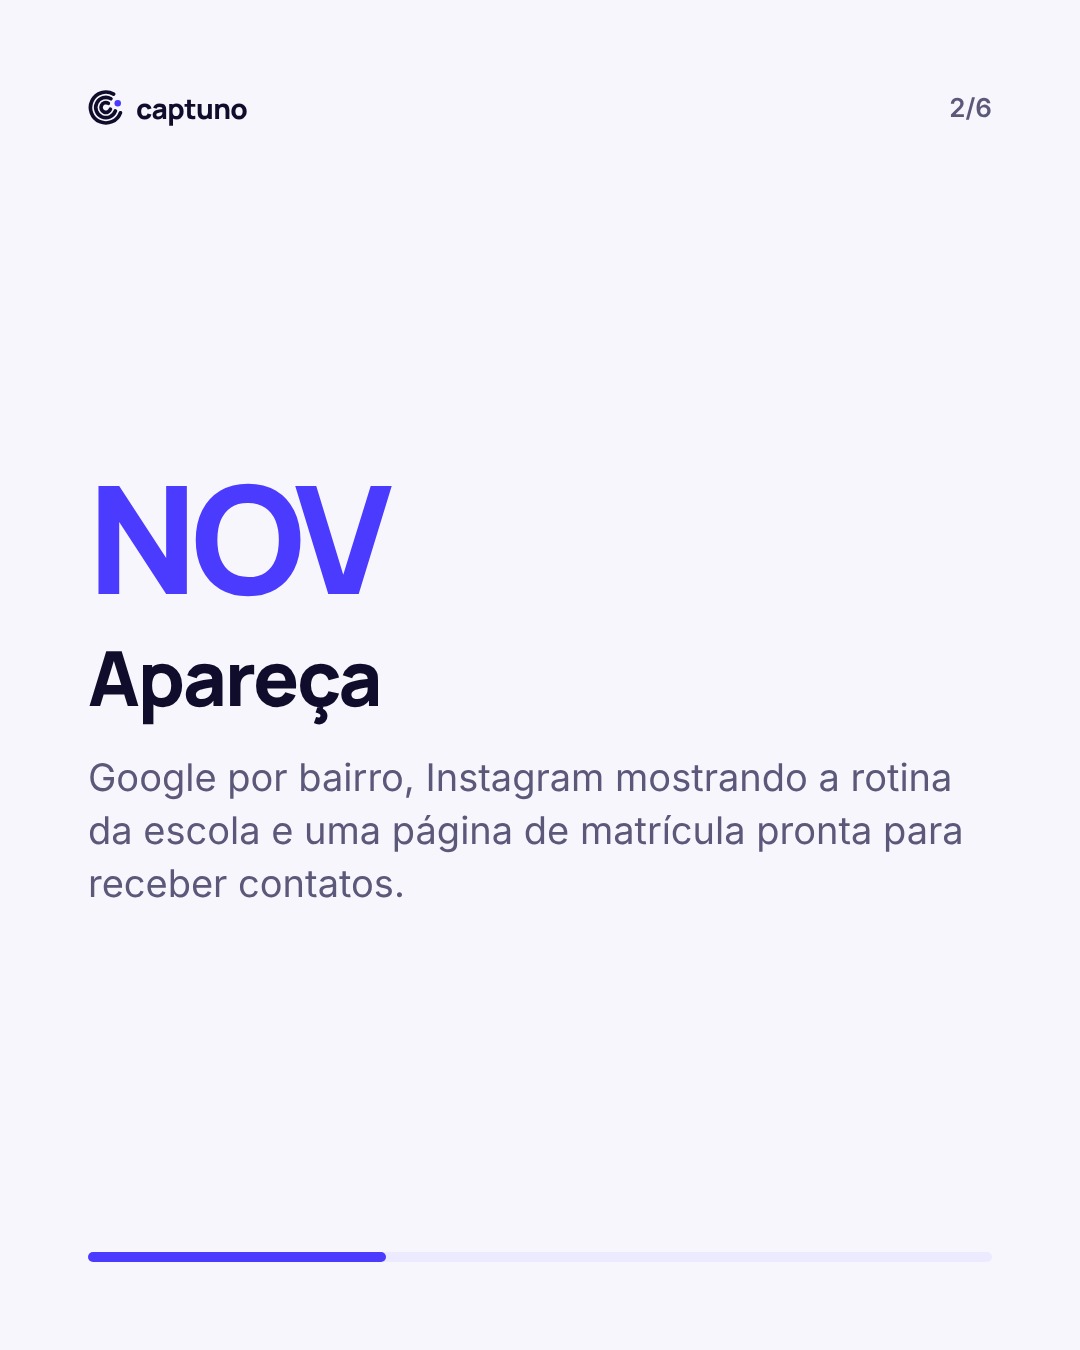 captuno
2/6
NOV
Apareça
Google por bairro, Instagram mostrando a rotina
da escola e uma página de matrícula pronta para
receber contatos.